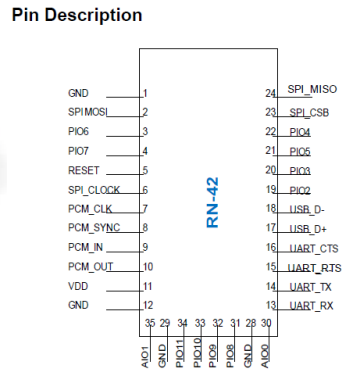 Pin Description
GND 1
SPI MOSI 2
PIO6 3
PIO7 4
RESET 5
SPI_CLOCK 6
PCM_CLK 7
PCM_SYNC 8
PCM_IN 9
PCM_OUT 10
VDD 11
GND 12
RN-42
24 SPI_MISO
23 SPI_CSB
22 PIO4
21 PIO5
20 PIO3
19 PIO2
18 USB_D-
17 USB_D+
16 UART_CTS
15 UART_RTS
14 UART_TX
13 UART_RX
35 29 34 33 32 31 28 30
AIO1 GND PIO11 PIO10 PIO9 PIO8 GND AIO0